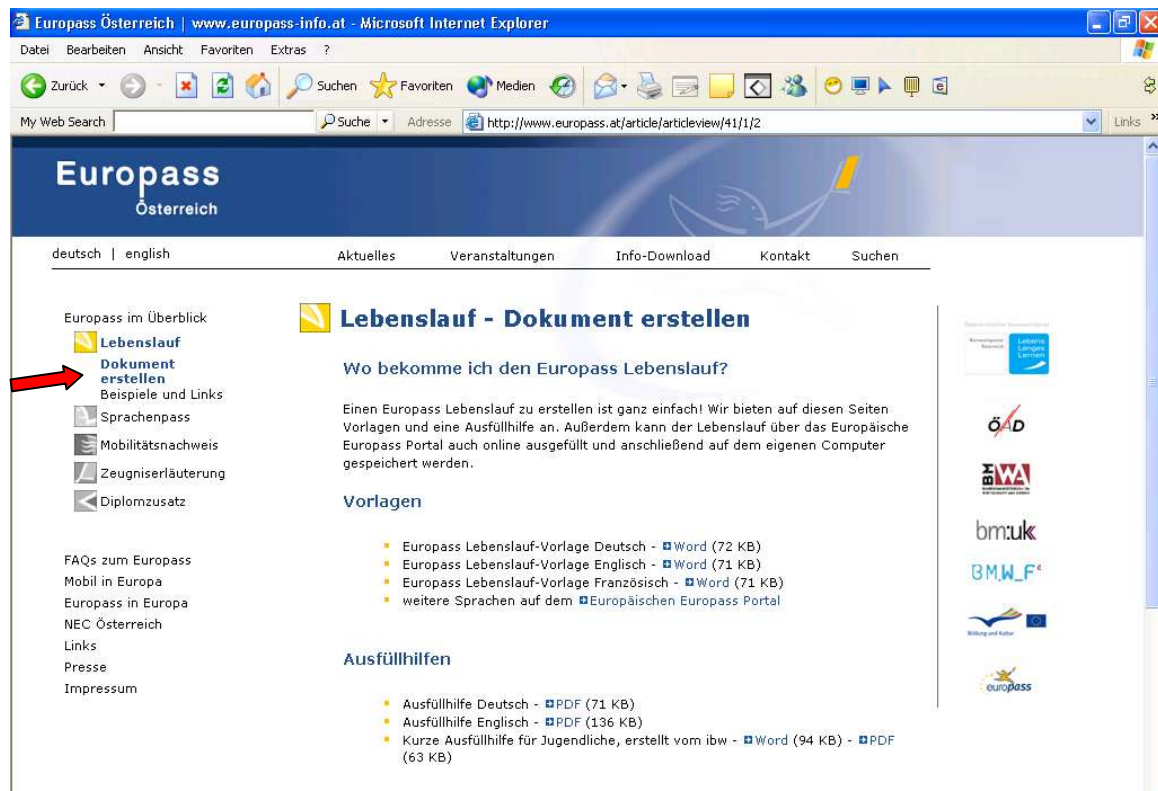 Europass Österreich | www.europass-info.at - Microsoft Internet Explorer
Datei Bearbeiten Ansicht Favoriten Extras ?
Zurück Suchen Favoriten Medien
My Web Search Suche Adresse http://www.europass.at/article/articleview/41/1/2 Links »
Europass
Österreich
deutsch | english Aktuelles Veranstaltungen Info-Download Kontakt Suchen
Europass im Überblick
Lebenslauf
Dokument
erstellen
Beispiele und Links
Sprachenpass
Mobilitätsnachweis
Zeugniserläuterung
Diplomzusatz
FAQs zum Europass
Mobil in Europa
Europass in Europa
NEC Österreich
Links
Presse
Impressum
Lebenslauf - Dokument erstellen
Wo bekomme ich den Europass Lebenslauf?
Einen Europass Lebenslauf zu erstellen ist ganz einfach! Wir bieten auf diesen Seiten
Vorlagen und eine Ausfüllhilfe an. Außerdem kann der Lebenslauf über das Europäische
Europass Portal auch online ausgefüllt und anschließend auf dem eigenen Computer
gespeichert werden.
Vorlagen
Europass Lebenslauf-Vorlage Deutsch - Word (72 KB)
Europass Lebenslauf-Vorlage Englisch - Word (71 KB)
Europass Lebenslauf-Vorlage Französisch - Word (71 KB)
weitere Sprachen auf dem Europäischen Europass Portal
Ausfüllhilfen
Ausfüllhilfe Deutsch - PDF (71 KB)
Ausfüllhilfe Englisch - PDF (136 KB)
Kurze Ausfüllhilfe für Jugendliche, erstellt vom ibw - Word (94 KB) - PDF
(63 KB)
Lebens
Langes
Lernen
ÖAD
BM WA
bm:uk
BM.W_Fª
Bildung und Kultur
europass